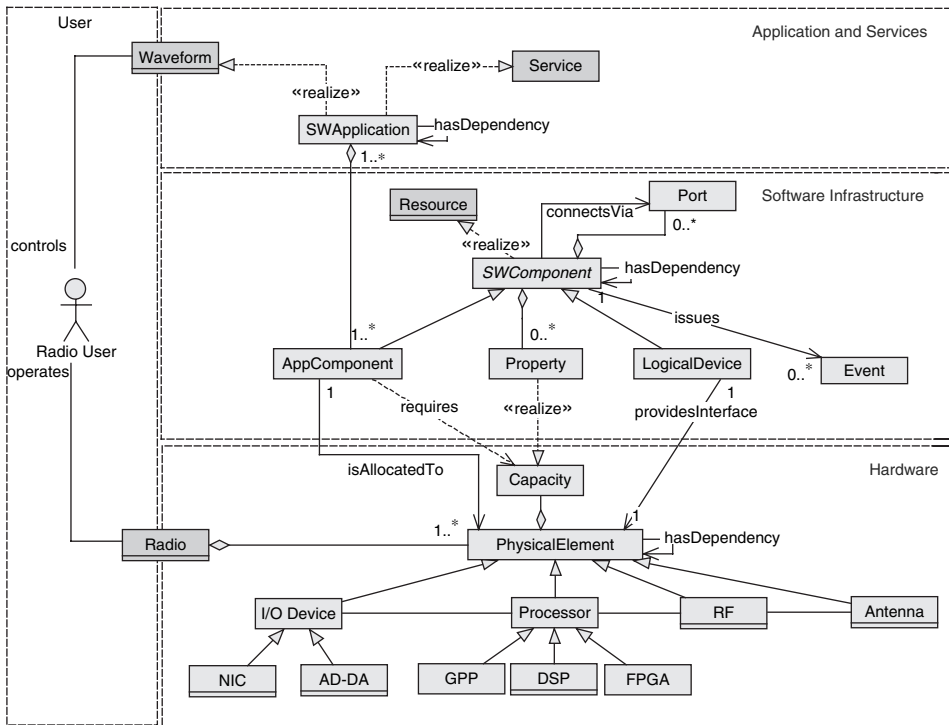 User
Application and Services
Waveform
«realize»
Service
«realize»
SWApplication
hasDependency
1..*
Software Infrastructure
Resource
Port
connectsVia
0..*
«realize»
controls
SWComponent
hasDependency
1
issues
Radio User
operates
1..*
0..*
AppComponent
Property
LogicalDevice
Event
0..*
1
1
requires
«realize»
providesInterface
Hardware
isAllocatedTo
Capacity
1..*
1
Radio
PhysicalElement
hasDependency
I/O Device
Processor
RF
Antenna
NIC
AD-DA
GPP
DSP
FPGA